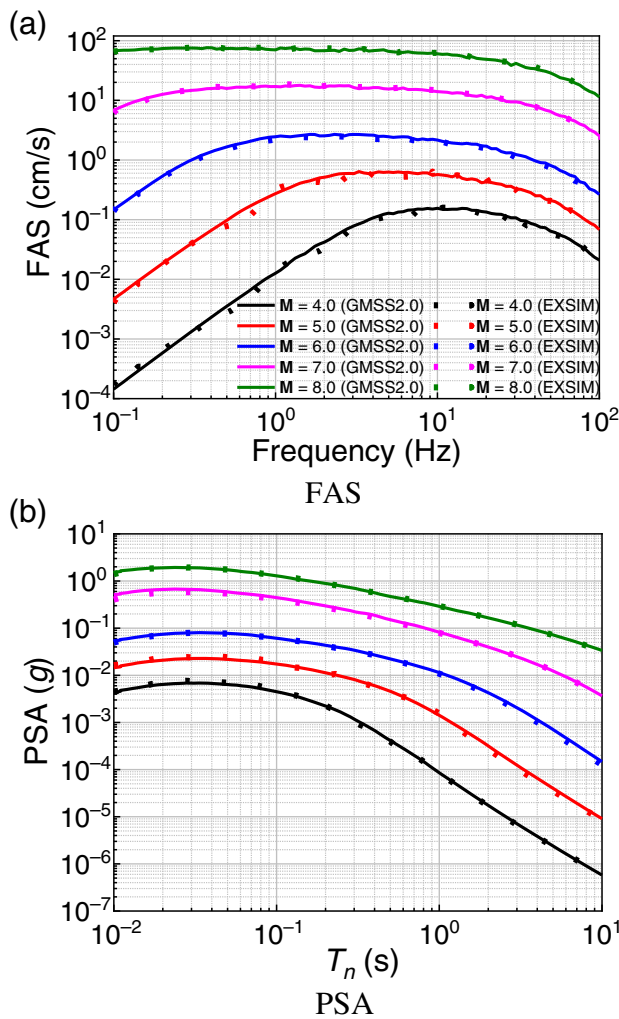 (a)
10²
10¹
10⁰
10⁻¹
10⁻²
10⁻³
10⁻⁴
FAS (cm/s)
M = 4.0 (GMSS2.0) M = 4.0 (EXSIM)
M = 5.0 (GMSS2.0) M = 5.0 (EXSIM)
M = 6.0 (GMSS2.0) M = 6.0 (EXSIM)
M = 7.0 (GMSS2.0) M = 7.0 (EXSIM)
M = 8.0 (GMSS2.0) M = 8.0 (EXSIM)
10⁻¹ 10⁰ 10¹ 10²
Frequency (Hz)
FAS
(b)
10¹
10⁰
10⁻¹
10⁻²
10⁻³
10⁻⁴
10⁻⁵
10⁻⁶
10⁻⁷
PSA (g)
10⁻² 10⁻¹ 10⁰ 10¹
Tₙ (s)
PSA